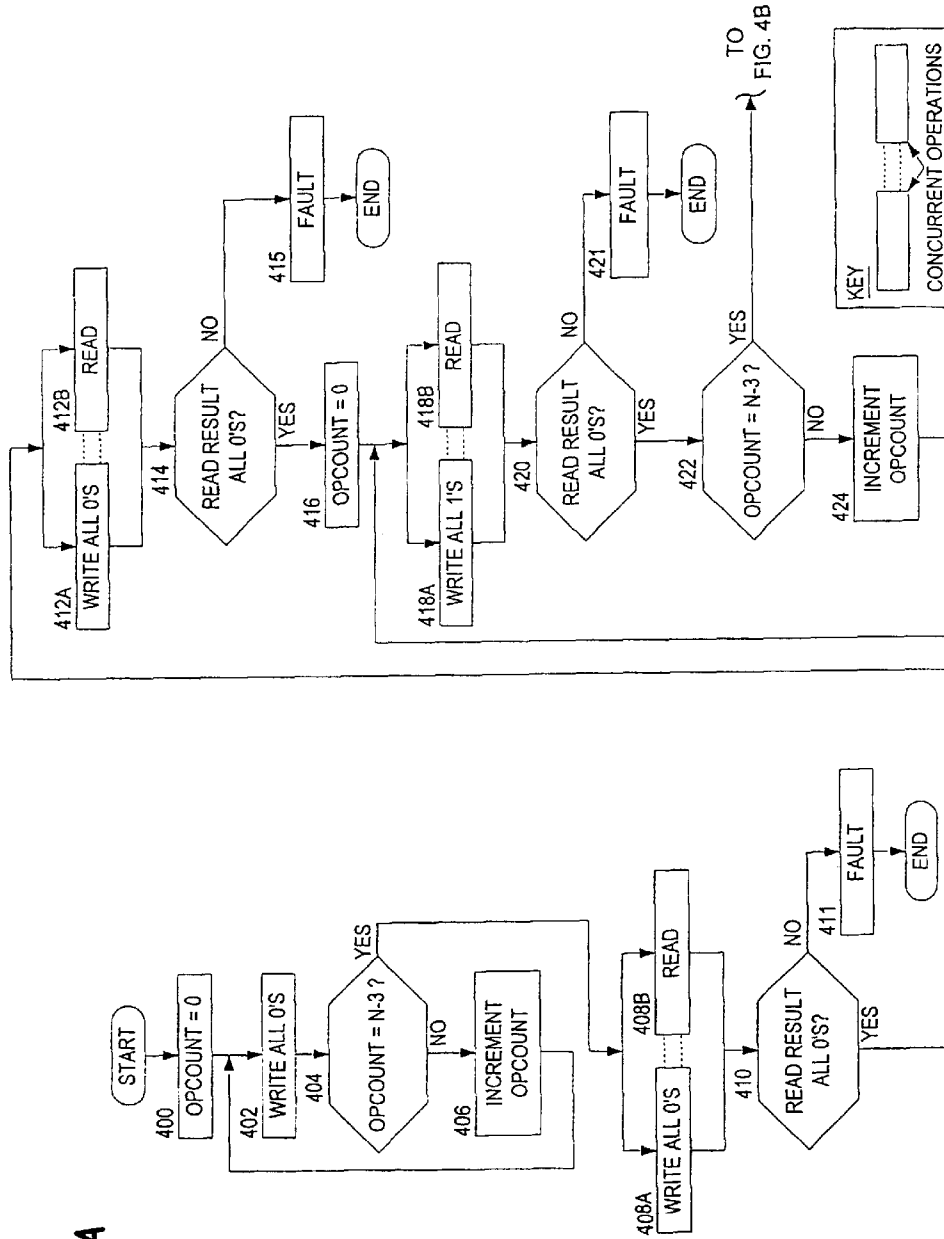 A
START
400
OPCOUNT = 0
402
WRITE ALL 0'S
404
OPCOUNT = N-3 ?
YES
NO
406
INCREMENT
OPCOUNT
408A
WRITE ALL 0'S
408B
READ
410
READ RESULT
ALL 0'S?
NO
YES
411
FAULT
END
412A
WRITE ALL 0'S
412B
READ
414
READ RESULT
ALL 0'S?
NO
YES
415
FAULT
END
416
OPCOUNT = 0
418A
WRITE ALL 1'S
418B
READ
420
READ RESULT
ALL 0'S?
NO
YES
421
FAULT
END
422
OPCOUNT = N-3 ?
YES
NO
TO
FIG. 4B
424
INCREMENT
OPCOUNT
KEY
CONCURRENT OPERATIONS